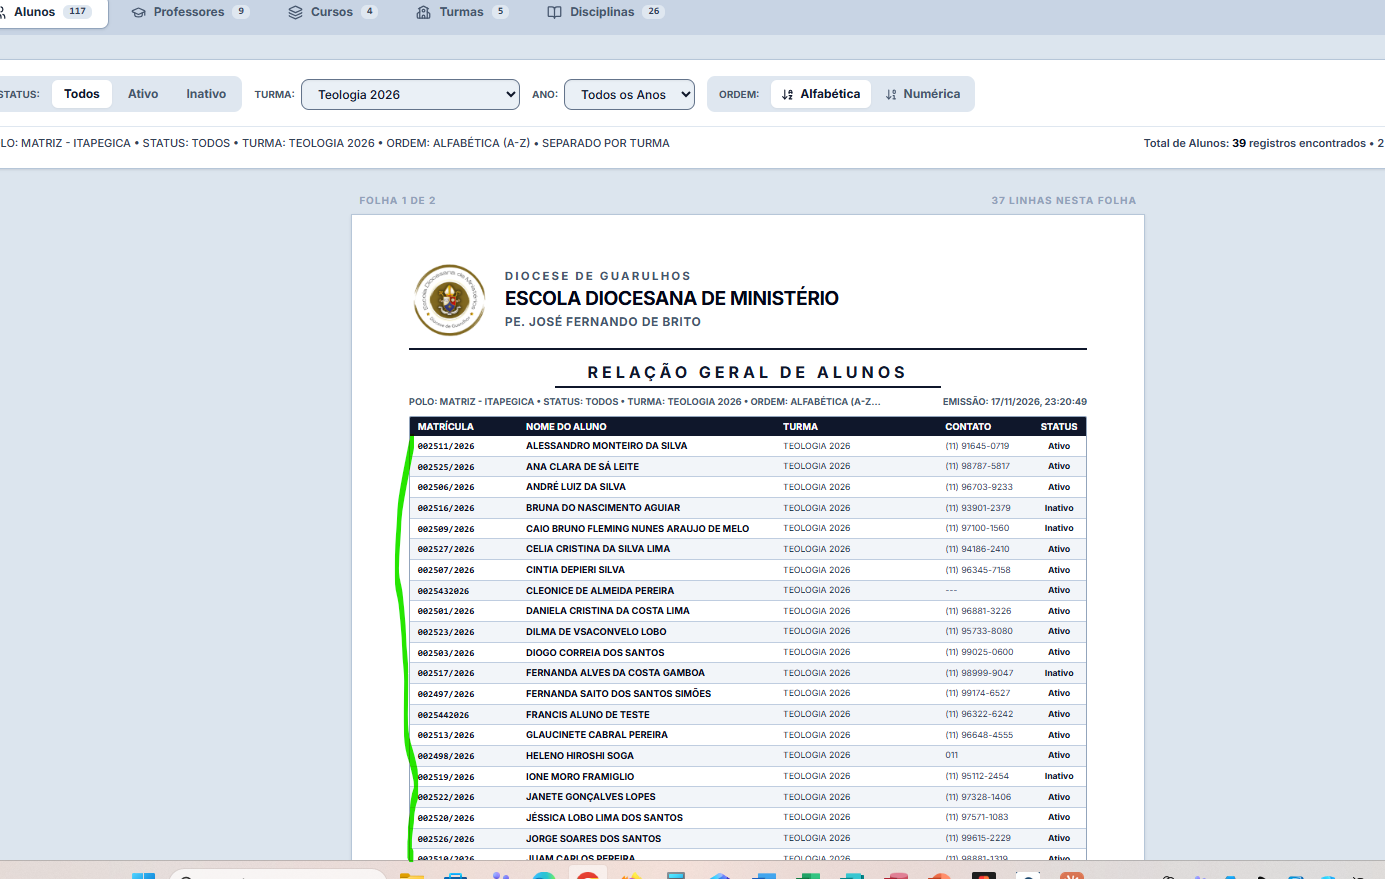 Alunos 117 Professores 9 Cursos 4 Turmas 5 Disciplinas 26
STATUS: Todos Ativo Inativo TURMA: Teologia 2026 ANO: Todos os Anos ORDEM: Alfabética Numérica
LO: MATRIZ - ITAPEGICA • STATUS: TODOS • TURMA: TEOLOGIA 2026 • ORDEM: ALFABÉTICA (A-Z) • SEPARADO POR TURMA Total de Alunos: 39 registros encontrados • 2
FOLHA 1 DE 2 37 LINHAS NESTA FOLHA
DIOCESE DE GUARULHOS
ESCOLA DIOCESANA DE MINISTÉRIO
PE. JOSÉ FERNANDO DE BRITO
RELAÇÃO GERAL DE ALUNOS
POLO: MATRIZ - ITAPEGICA • STATUS: TODOS • TURMA: TEOLOGIA 2026 • ORDEM: ALFABÉTICA (A-Z... EMISSÃO: 17/11/2026, 23:20:49
MATRÍCULA NOME DO ALUNO TURMA CONTATO STATUS
002511/2026 ALESSANDRO MONTEIRO DA SILVA TEOLOGIA 2026 (11) 91645-0719 Ativo
002525/2026 ANA CLARA DE SÁ LEITE TEOLOGIA 2026 (11) 98787-5817 Ativo
002506/2026 ANDRÉ LUIZ DA SILVA TEOLOGIA 2026 (11) 96703-9233 Ativo
002516/2026 BRUNA DO NASCIMENTO AGUIAR TEOLOGIA 2026 (11) 93901-2379 Inativo
002509/2026 CAIO BRUNO FLEMING NUNES ARAUJO DE MELO TEOLOGIA 2026 (11) 97100-1560 Inativo
002527/2026 CELIA CRISTINA DA SILVA LIMA TEOLOGIA 2026 (11) 94186-2410 Ativo
002507/2026 CINTIA DEPIERI SILVA TEOLOGIA 2026 (11) 96345-7158 Ativo
0025432026 CLEONICE DE ALMEIDA PEREIRA TEOLOGIA 2026 --- Ativo
002501/2026 DANIELA CRISTINA DA COSTA LIMA TEOLOGIA 2026 (11) 96881-3226 Ativo
002523/2026 DILMA DE VSACONVELO LOBO TEOLOGIA 2026 (11) 95733-8080 Ativo
002503/2026 DIOGO CORREIA DOS SANTOS TEOLOGIA 2026 (11) 99025-0600 Ativo
002517/2026 FERNANDA ALVES DA COSTA GAMBOA TEOLOGIA 2026 (11) 98999-9047 Inativo
002497/2026 FERNANDA SAITO DOS SANTOS SIMÕES TEOLOGIA 2026 (11) 99174-6527 Ativo
0025442026 FRANCIS ALUNO DE TESTE TEOLOGIA 2026 (11) 96322-6242 Ativo
002513/2026 GLAUCINETE CABRAL PEREIRA TEOLOGIA 2026 (11) 96648-4555 Ativo
002498/2026 HELENO HIROSHI SOGA TEOLOGIA 2026 011 Ativo
002519/2026 IONE MORO FRAMIGLIO TEOLOGIA 2026 (11) 95112-2454 Inativo
002522/2026 JANETE GONÇALVES LOPES TEOLOGIA 2026 (11) 97328-1406 Ativo
002520/2026 JÉSSICA LOBO LIMA DOS SANTOS TEOLOGIA 2026 (11) 97571-1083 Ativo
002526/2026 JORGE SOARES DOS SANTOS TEOLOGIA 2026 (11) 99615-2229 Ativo
002510/2026 JUAM CARLOS PEREIRA TEOLOGIA 2026 (11) 98881-1319 Ativo